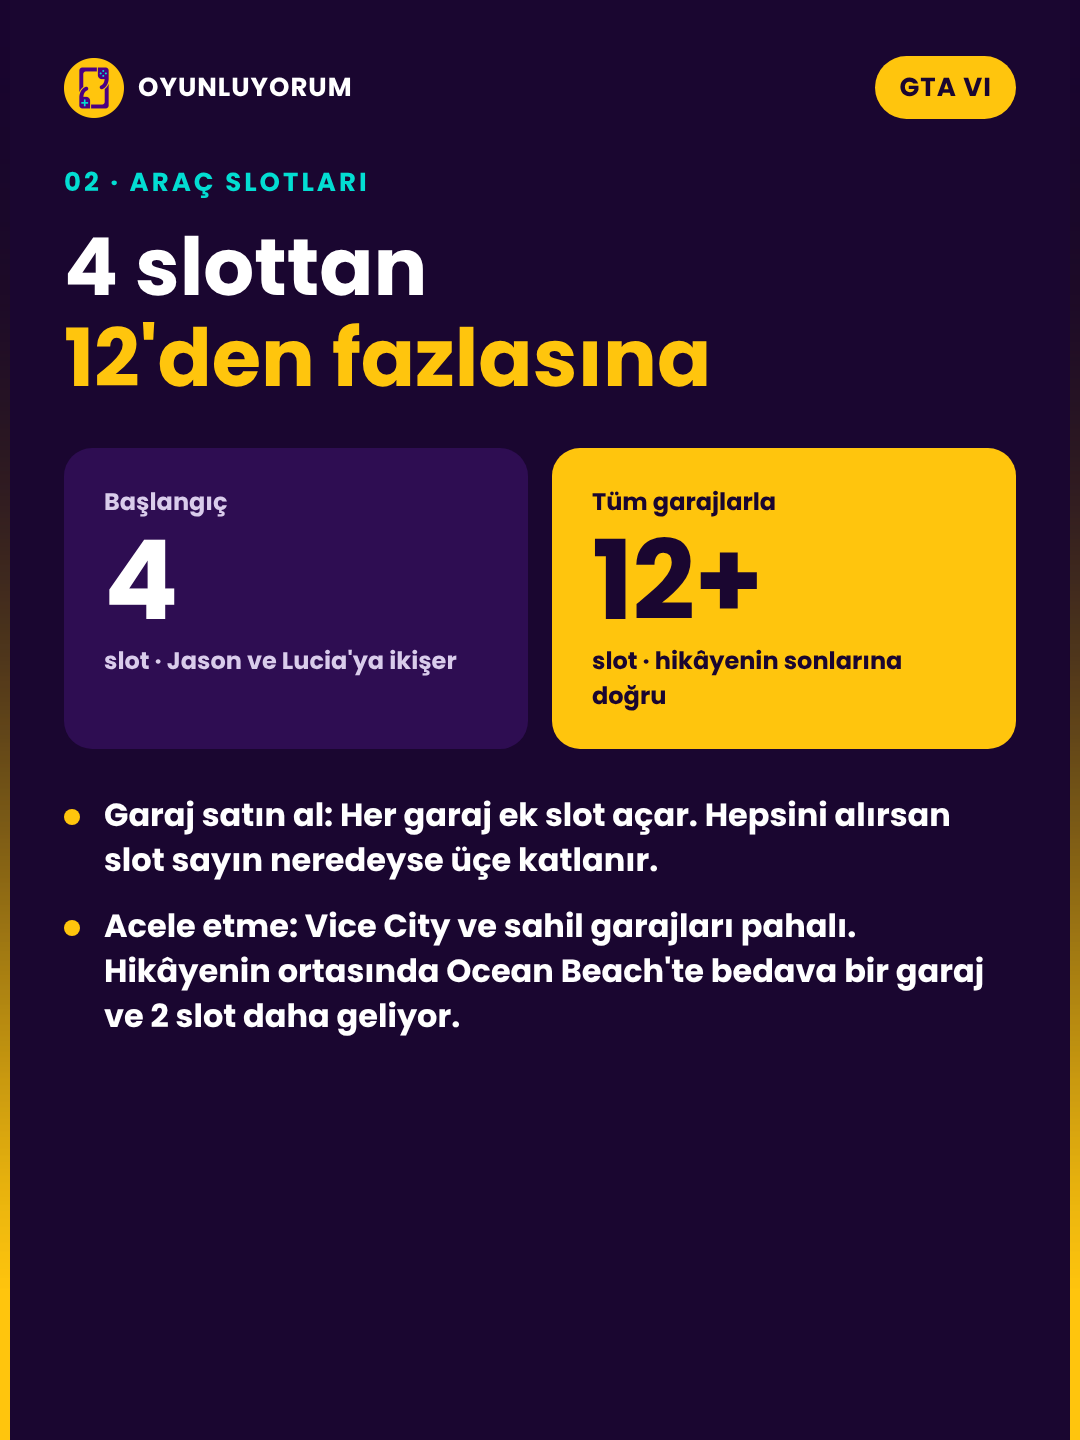 OYUNLUYORUM
GTA VI
02 · ARAÇ SLOTLARI
4 slottan
12'den fazlasına
Başlangıç
4
slot · Jason ve Lucia'ya ikişer
Tüm garajlarla
12+
slot · hikâyenin sonlarına
doğru
Garaj satın al: Her garaj ek slot açar. Hepsini alırsan
slot sayın neredeyse üçe katlanır.
Acele etme: Vice City ve sahil garajları pahalı.
Hikâyenin ortasında Ocean Beach'te bedava bir garaj
ve 2 slot daha geliyor.